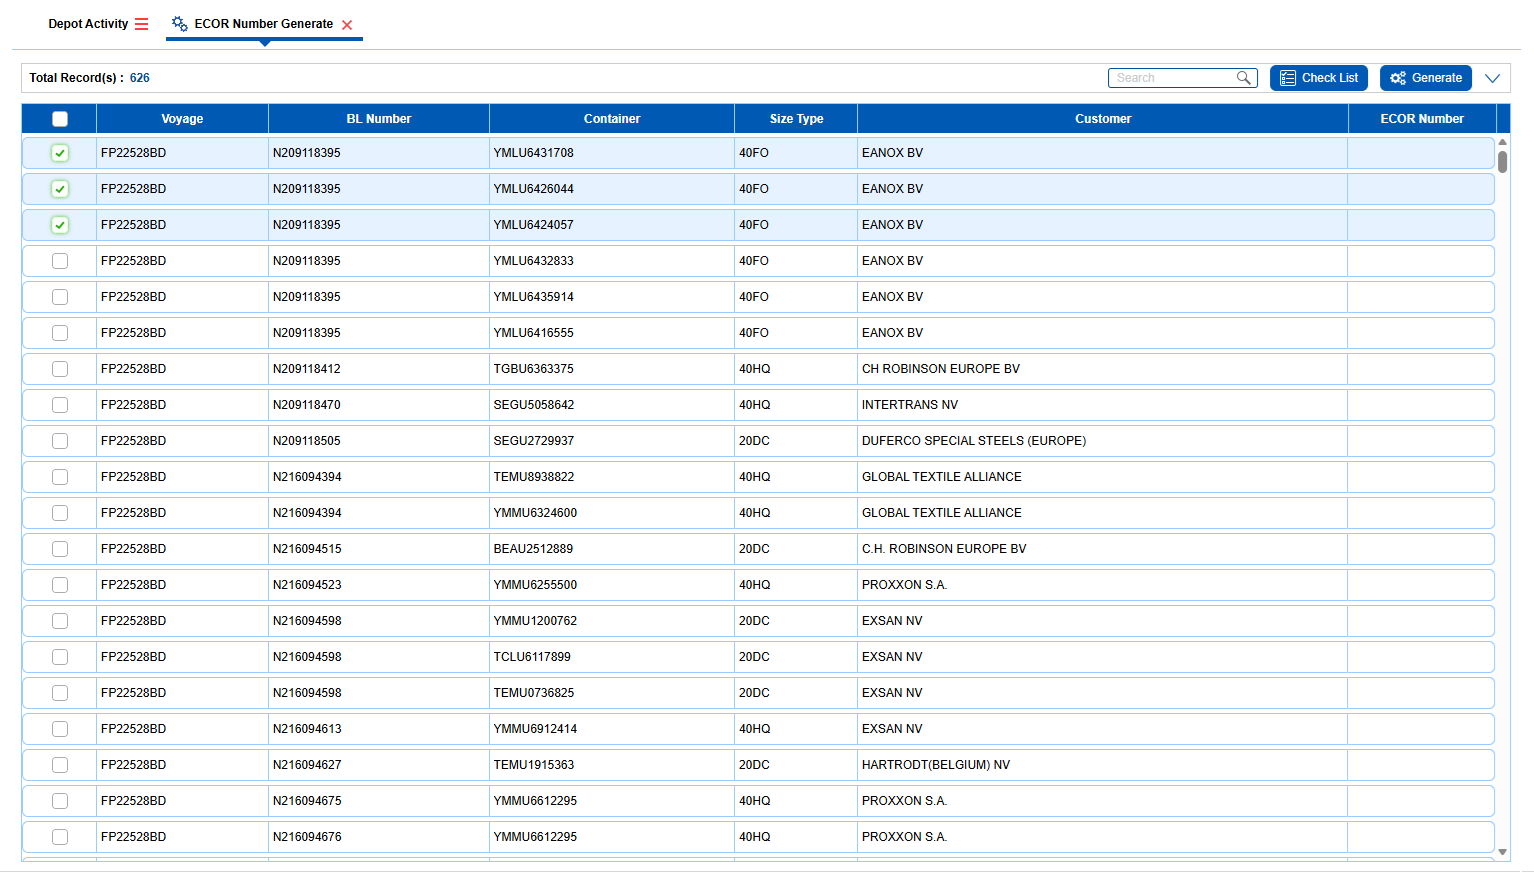 Depot Activity ECOR Number Generate
Total Record(s) : 626 Search Check List Generate
Voyage BL Number Container Size Type Customer ECOR Number
FP22528BD N209118395 YMLU6431708 40FO EANOX BV
FP22528BD N209118395 YMLU6426044 40FO EANOX BV
FP22528BD N209118395 YMLU6424057 40FO EANOX BV
FP22528BD N209118395 YMLU6432833 40FO EANOX BV
FP22528BD N209118395 YMLU6435914 40FO EANOX BV
FP22528BD N209118395 YMLU6416555 40FO EANOX BV
FP22528BD N209118412 TGBU6363375 40HQ CH ROBINSON EUROPE BV
FP22528BD N209118470 SEGU5058642 40HQ INTERTRANS NV
FP22528BD N209118505 SEGU2729937 20DC DUFERCO SPECIAL STEELS (EUROPE)
FP22528BD N216094394 TEMU8938822 40HQ GLOBAL TEXTILE ALLIANCE
FP22528BD N216094394 YMMU6324600 40HQ GLOBAL TEXTILE ALLIANCE
FP22528BD N216094515 BEAU2512889 20DC C.H. ROBINSON EUROPE BV
FP22528BD N216094523 YMMU6255500 40HQ PROXXON S.A.
FP22528BD N216094598 YMMU1200762 20DC EXSAN NV
FP22528BD N216094598 TCLU6117899 20DC EXSAN NV
FP22528BD N216094598 TEMU0736825 20DC EXSAN NV
FP22528BD N216094613 YMMU6912414 40HQ EXSAN NV
FP22528BD N216094627 TEMU1915363 20DC HARTRODT(BELGIUM) NV
FP22528BD N216094675 YMMU6612295 40HQ PROXXON S.A.
FP22528BD N216094676 YMMU6612295 40HQ PROXXON S.A.